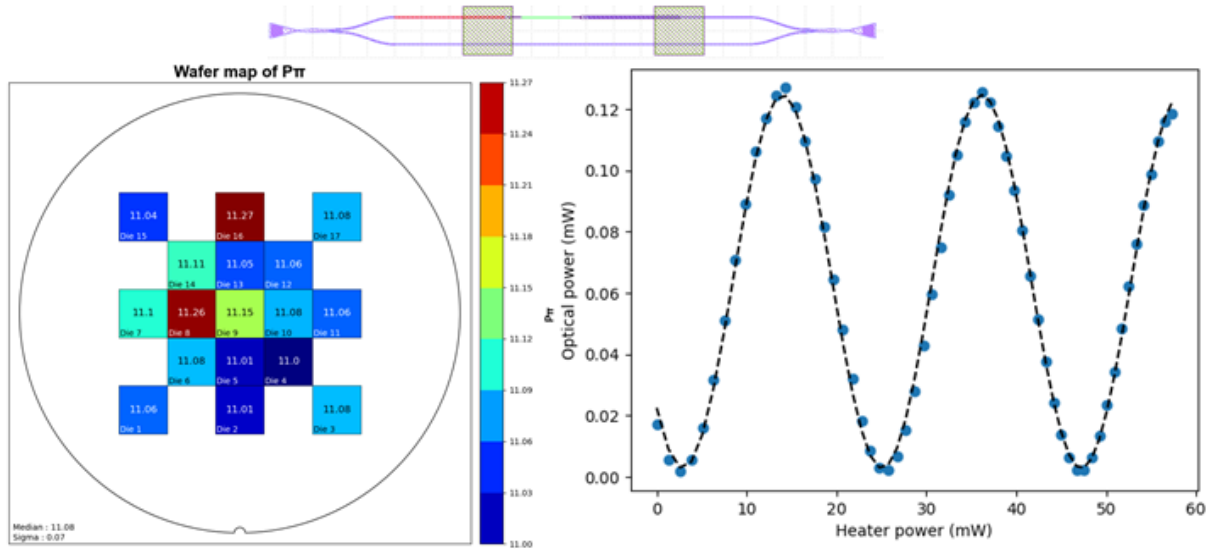 Wafer map of Pπ
11.04
Die 15
11.27
Die 16
11.08
Die 17
11.11
Die 14
11.05
Die 13
11.06
Die 12
11.1
Die 7
11.26
Die 8
11.15
Die 9
11.08
Die 10
11.06
Die 11
11.08
Die 6
11.01
Die 5
11.0
Die 4
11.06
Die 1
11.01
Die 2
11.08
Die 3
Median : 11.08
Sigma : 0.07
11.27
11.24
11.21
11.18
11.15
11.12
11.09
11.06
11.03
11.00
Pπ
Optical power (mW)
0.12
0.10
0.08
0.06
0.04
0.02
0.00
0 10 20 30 40 50 60
Heater power (mW)